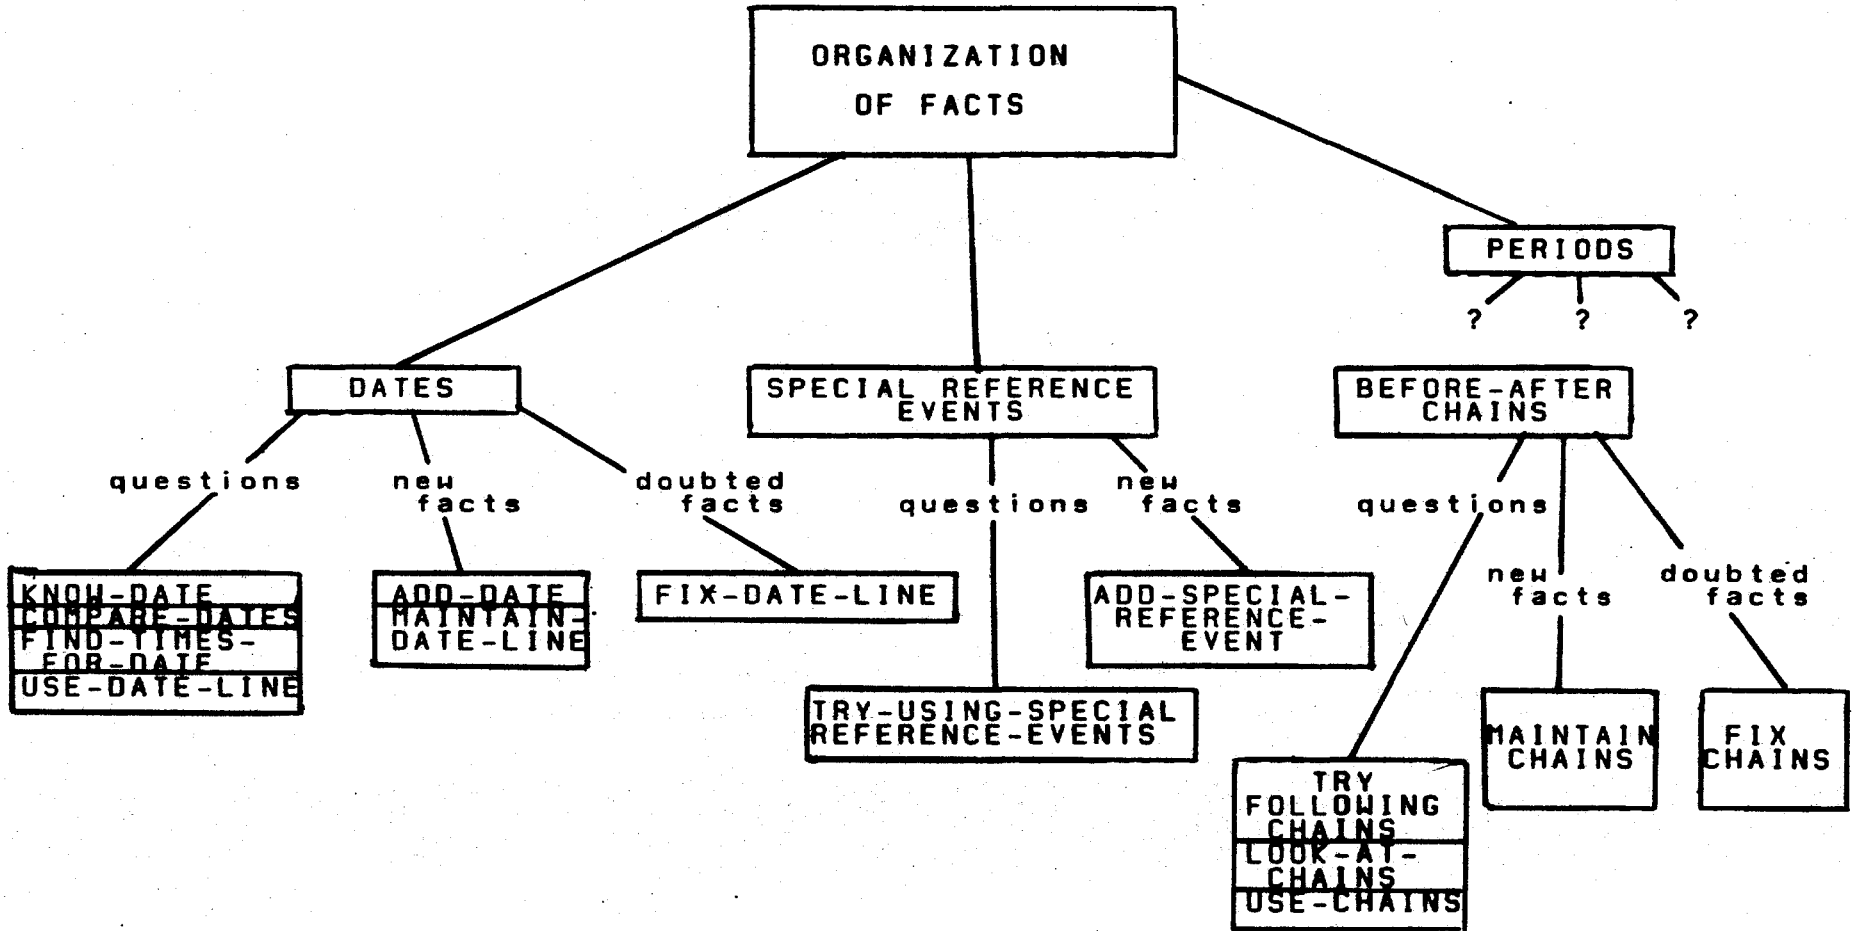 ORGANIZATION
OF FACTS
PERIODS
? ? ?
DATES
SPECIAL REFERENCE
EVENTS
BEFORE-AFTER
CHAINS
questions
new
facts
doubted
facts
questions
new
facts
questions
new
facts
doubted
facts
KNOW-DATE
COMPARE-DATES
FIND-TIMES-
FOR-DATE
USE-DATE-LINE
ADD-DATE
MAINTAIN-
DATE-LINE
FIX-DATE-LINE
ADD-SPECIAL-
REFERENCE-
EVENT
TRY-USING-SPECIAL
REFERENCE-EVENTS
TRY
FOLLOWING
CHAINS
LOOK-AT-
CHAINS
USE-CHAINS
MAINTAIN
CHAINS
FIX
CHAINS